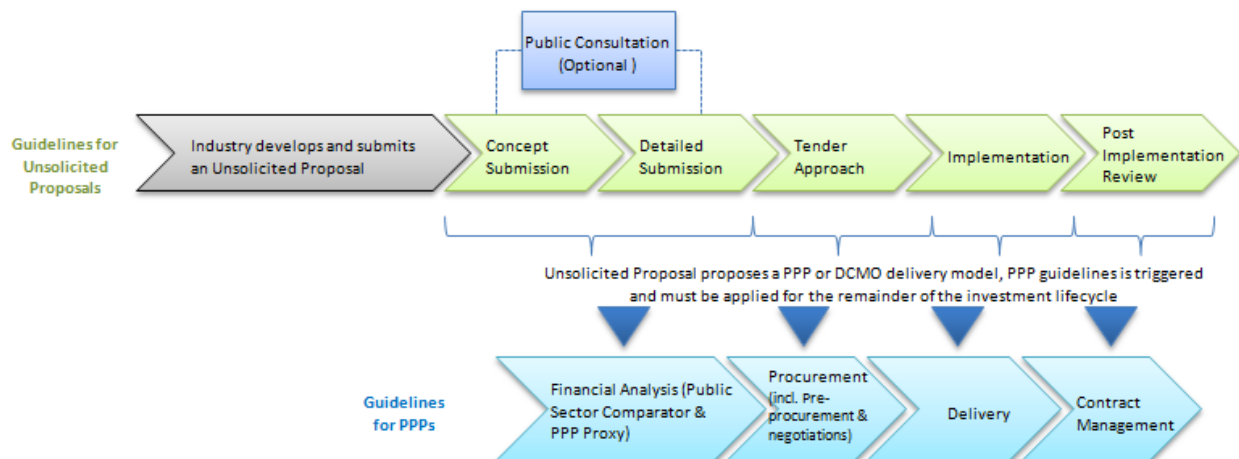 Public Consultation
(Optional )
Guidelines for
Unsolicited
Proposals
Industry develops and submits
an Unsolicited Proposal
Concept
Submission
Detailed
Submission
Tender
Approach
Implementation
Post
Implementation
Review
Unsolicited Proposal proposes a PPP or DCMO delivery model, PPP guidelines is triggered
and must be applied for the remainder of the investment lifecycle
Guidelines
for PPPs
Financial Analysis (Public
Sector Comparator &
PPP Proxy)
Procurement
(incl. Pre-
procurement &
negotiations)
Delivery
Contract
Management